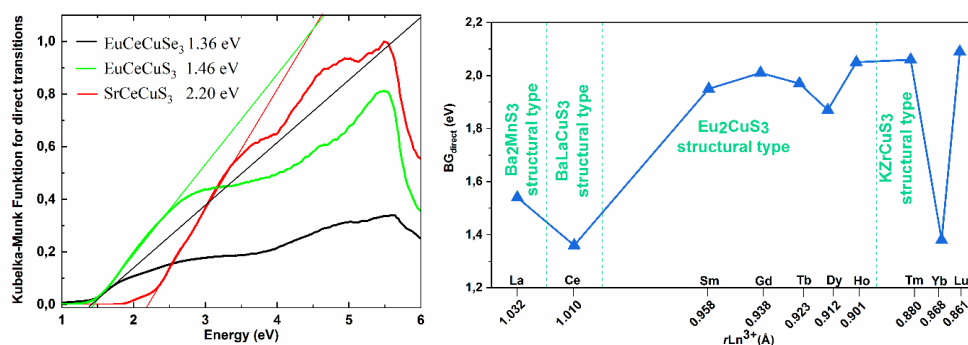 Kubelka-Munk Funktion for direct transitions
1,0
0,8
0,6
0,4
0,2
0,0
EuCeCuSe3 1.36 eV
EuCeCuS3 1.46 eV
SrCeCuS3 2.20 eV
1 2 3 4 5 6
Energy (eV)
BGdirect (eV)
2,2
2,0
1,8
1,6
1,4
1,2
Ba2MnS3
structural type
BaLaCuS3
structural type
Eu2CuS3
structural type
KZrCuS3
structural type
La Ce Sm Gd Tb Dy Ho Tm Yb Lu
1.032 1.010 0.958 0.938 0.923 0.912 0.901 0.880 0.868 0.861
rLn3+(Å)